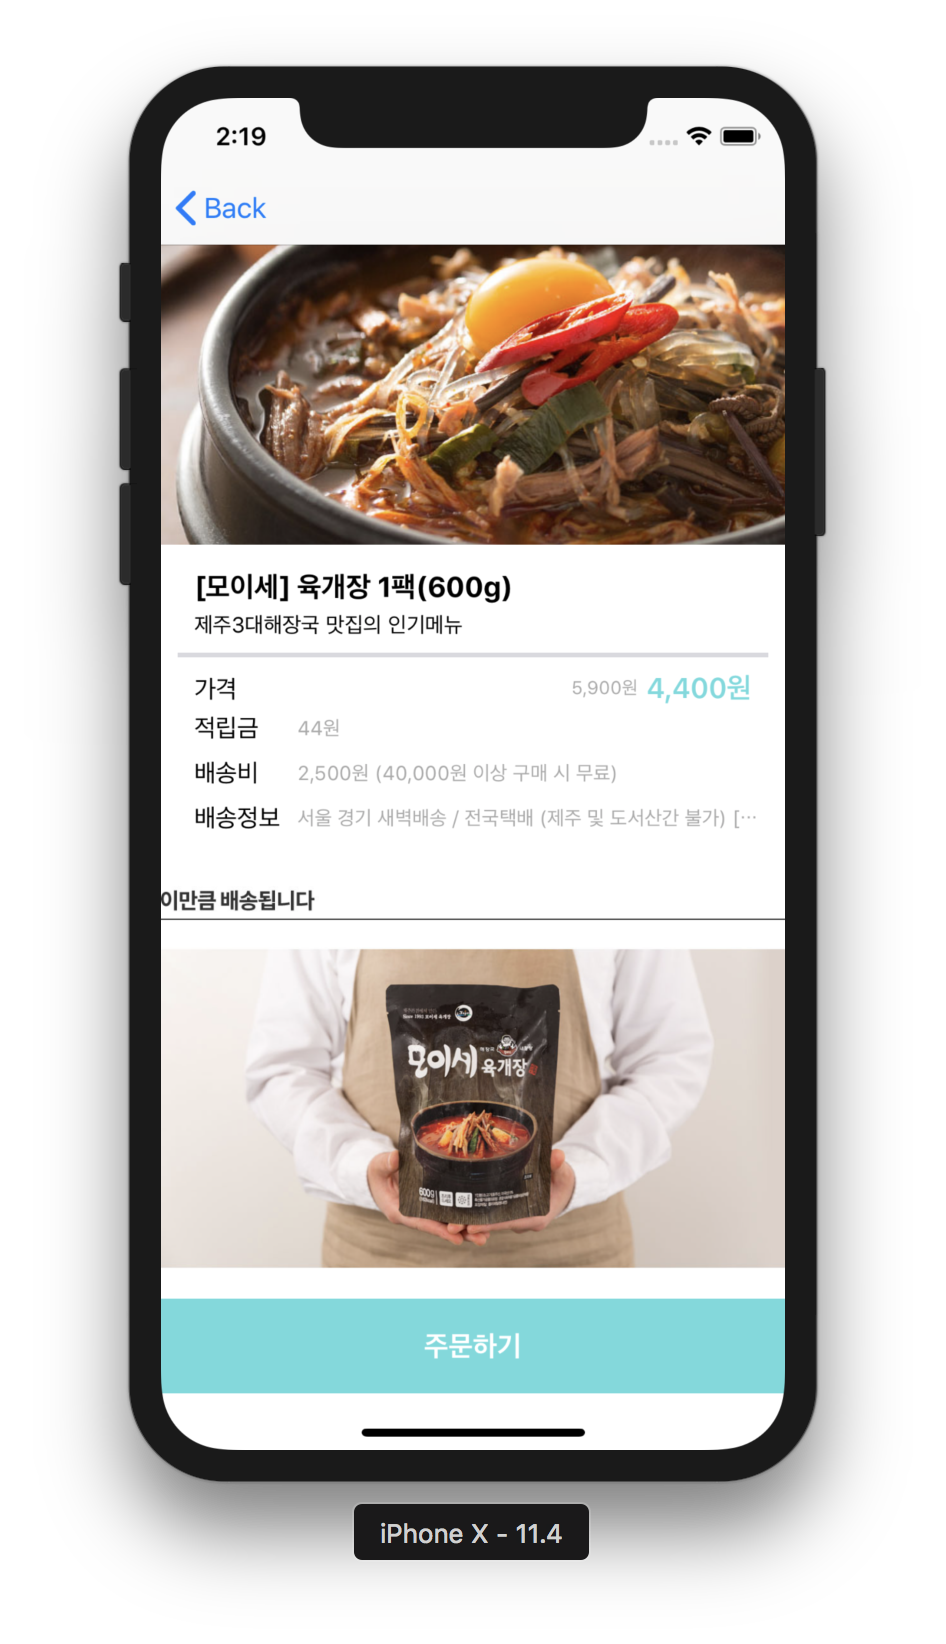 2:19
Back
[모이세] 육개장 1팩(600g)
제주3대해장국 맛집의 인기메뉴
가격 5,900원 4,400원
적립금 44원
배송비 2,500원 (40,000원 이상 구매 시 무료)
배송정보 서울 경기 새벽배송 / 전국택배 (제주 및 도서산간 불가) […
이만큼 배송됩니다
모이세 육개장
600g
주문하기
iPhone X - 11.4